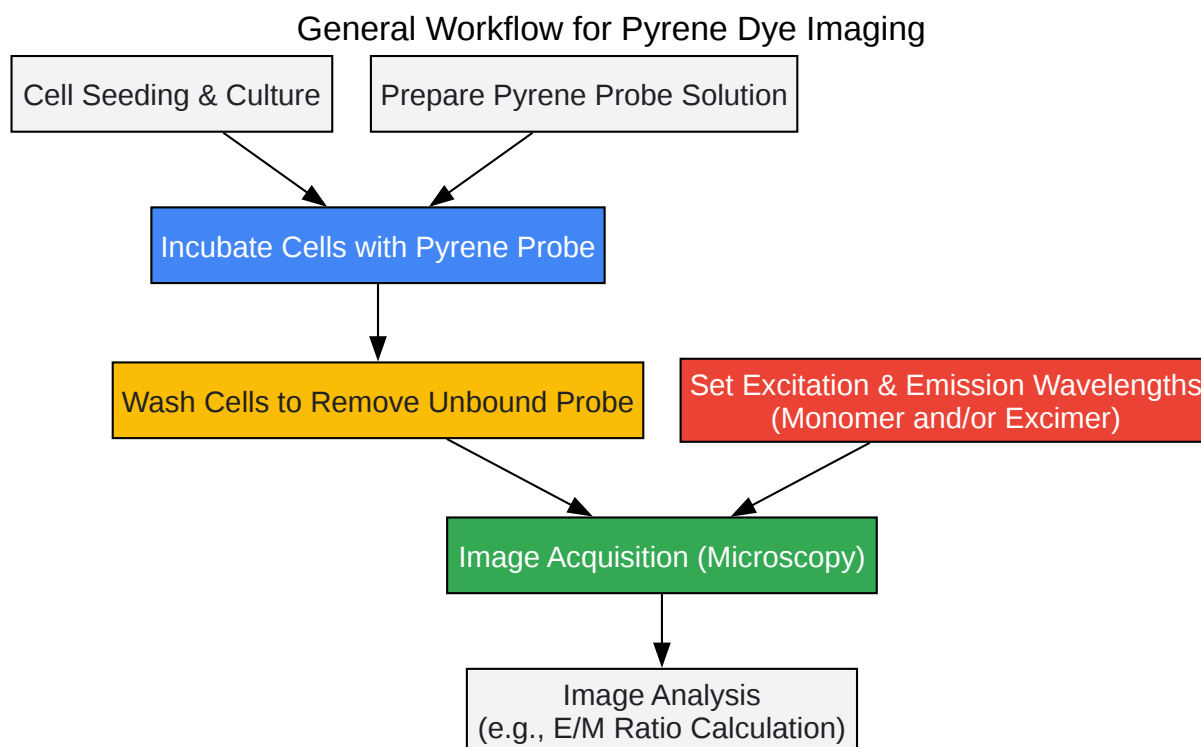 General Workflow for Pyrene Dye Imaging
Cell Seeding & Culture
Prepare Pyrene Probe Solution
Incubate Cells with Pyrene Probe
Wash Cells to Remove Unbound Probe
Set Excitation & Emission Wavelengths
(Monomer and/or Excimer)
Image Acquisition (Microscopy)
Image Analysis
(e.g., E/M Ratio Calculation)